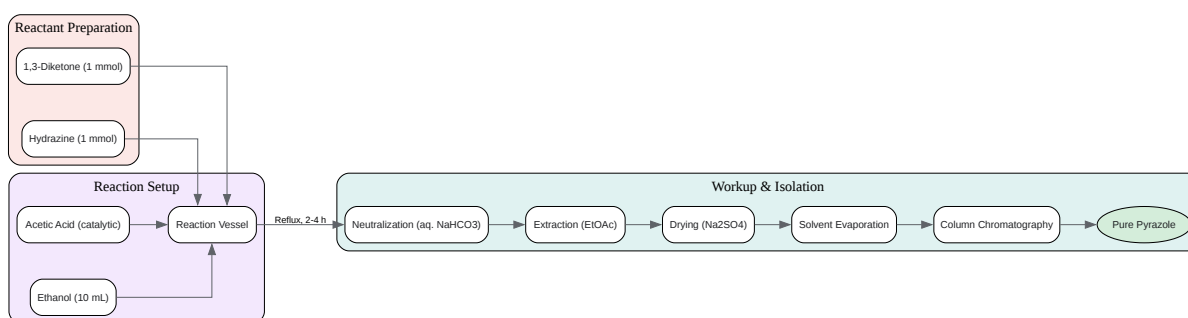 Reactant Preparation
1,3-Diketone (1 mmol)
Hydrazine (1 mmol)
Reaction Setup
Acetic Acid (catalytic)
Reaction Vessel
Ethanol (10 mL)
Reflux, 2-4 h
Workup & Isolation
Neutralization (aq. NaHCO3)
Extraction (EtOAc)
Drying (Na2SO4)
Solvent Evaporation
Column Chromatography
Pure Pyrazole